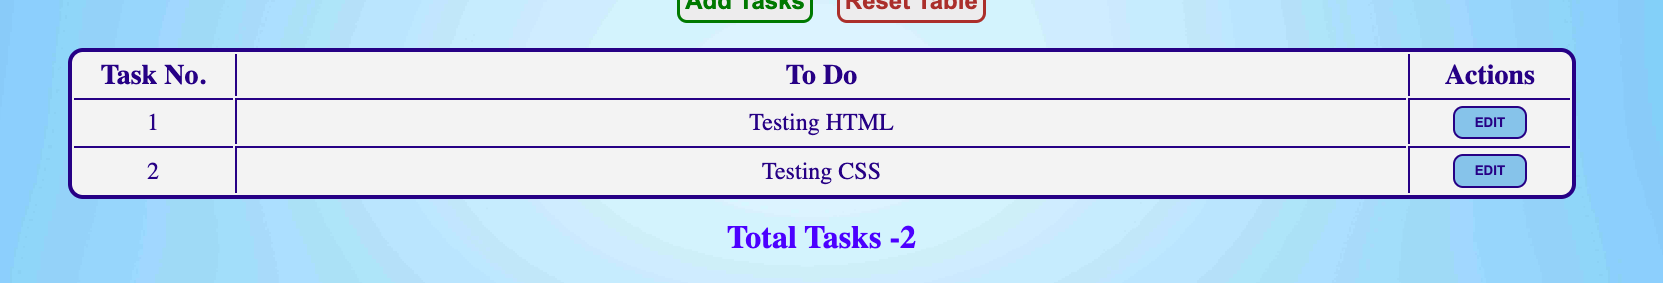 Add Tasks Reset Table
Task No. To Do Actions
1 Testing HTML EDIT
2 Testing CSS EDIT
Total Tasks -2